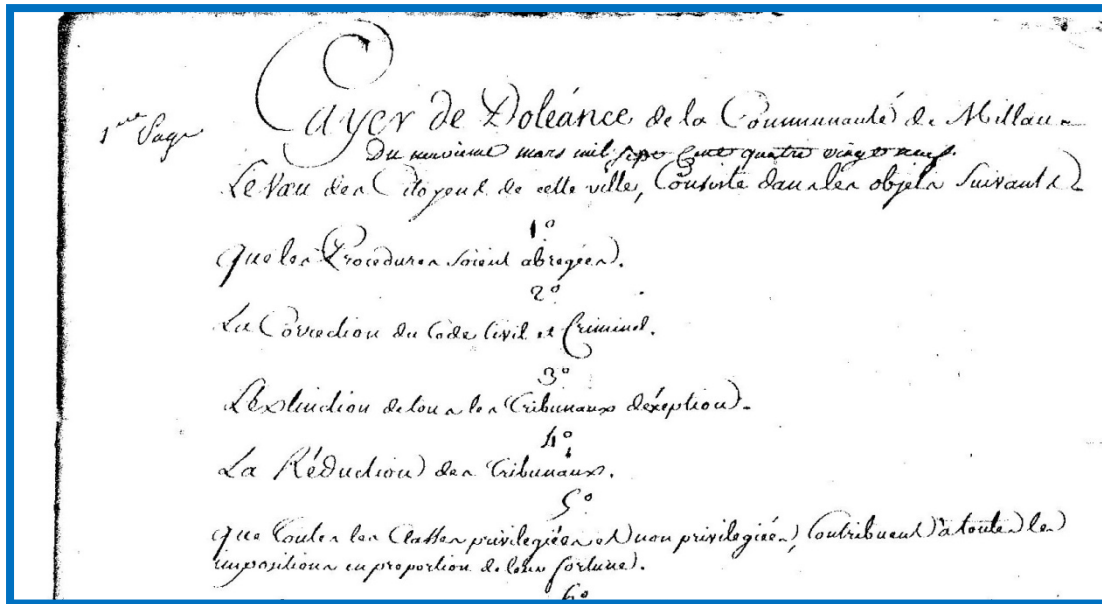 1ere Page
Cayer de Doléance de la Communauté de Millau
Du neuvieme mars mil sept Cent quatre vingt neuf.
Le Vœu des Citoyens de cette ville, Consiste dans les objets Suivants
1°
Que les Procedures soient abregées.
2°
La Correction du Code Civil et Criminel.
3°
L'extinction de tous les Tribunaux d'éxeption.
4°
La Réduction des Tribunaux.
5°
Que toutes les Classes privilegiées et non privilegiées, Contribuent à toutes les
impositions en proportion de leur fortune.
6°